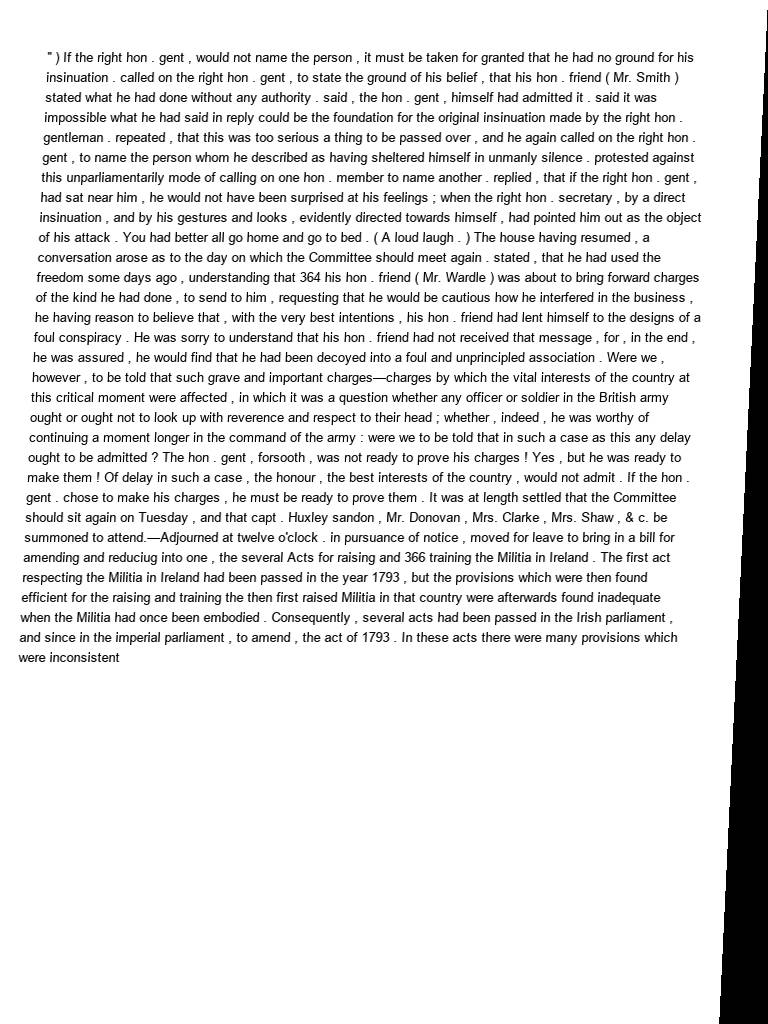 " ) If the right hon . gent , would not name the person , it must be taken for granted that he had no ground for his
insinuation . called on the right hon . gent , to state the ground of his belief , that his hon . friend ( Mr. Smith )
stated what he had done without any authority . said , the hon . gent , himself had admitted it . said it was
impossible what he had said in reply could be the foundation for the original insinuation made by the right hon .
gentleman . repeated , that this was too serious a thing to be passed over , and he again called on the right hon .
gent , to name the person whom he described as having sheltered himself in unmanly silence . protested against
this unparliamentarily mode of calling on one hon . member to name another . replied , that if the right hon . gent ,
had sat near him , he would not have been surprised at his feelings ; when the right hon . secretary , by a direct
insinuation , and by his gestures and looks , evidently directed towards himself , had pointed him out as the object
of his attack . You had better all go home and go to bed . ( A loud laugh . ) The house having resumed , a
conversation arose as to the day on which the Committee should meet again . stated , that he had used the
freedom some days ago , understanding that 364 his hon . friend ( Mr. Wardle ) was about to bring forward charges
of the kind he had done , to send to him , requesting that he would be cautious how he interfered in the business ,
he having reason to believe that , with the very best intentions , his hon . friend had lent himself to the designs of a
foul conspiracy . He was sorry to understand that his hon . friend had not received that message , for , in the end ,
he was assured , he would find that he had been decoyed into a foul and unprincipled association . Were we ,
however , to be told that such grave and important charges—charges by which the vital interests of the country at
this critical moment were affected , in which it was a question whether any officer or soldier in the British army
ought or ought not to look up with reverence and respect to their head ; whether , indeed , he was worthy of
continuing a moment longer in the command of the army : were we to be told that in such a case as this any delay
ought to be admitted ? The hon . gent , forsooth , was not ready to prove his charges ! Yes , but he was ready to
make them ! Of delay in such a case , the honour , the best interests of the country , would not admit . If the hon .
gent . chose to make his charges , he must be ready to prove them . It was at length settled that the Committee
should sit again on Tuesday , and that capt . Huxley sandon , Mr. Donovan , Mrs. Clarke , Mrs. Shaw , & c. be
summoned to attend.—Adjourned at twelve o'clock . in pursuance of notice , moved for leave to bring in a bill for
amending and reduciug into one , the several Acts for raising and 366 training the Militia in Ireland . The first act
respecting the Militia in Ireland had been passed in the year 1793 , but the provisions which were then found
efficient for the raising and training the then first raised Militia in that country were afterwards found inadequate
when the Militia had once been embodied . Consequently , several acts had been passed in the Irish parliament ,
and since in the imperial parliament , to amend , the act of 1793 . In these acts there were many provisions which
were inconsistent